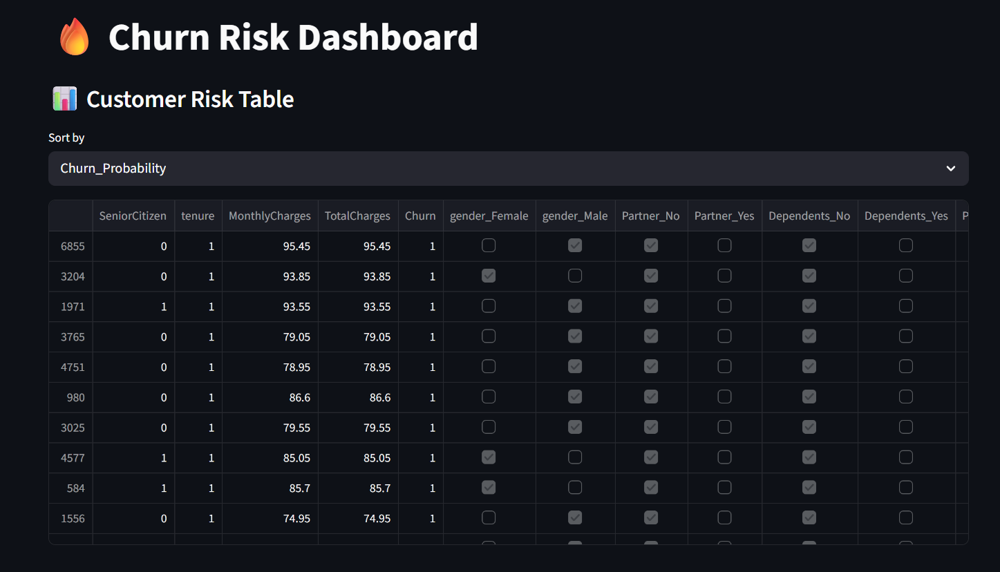 Churn Risk Dashboard
Customer Risk Table
Sort by
Churn_Probability
SeniorCitizen tenure MonthlyCharges TotalCharges Churn gender_Female gender_Male Partner_No Partner_Yes Dependents_No Dependents_Yes P
6855 0 1 95.45 95.45 1
3204 0 1 93.85 93.85 1
1971 1 1 93.55 93.55 1
3765 0 1 79.05 79.05 1
4751 0 1 78.95 78.95 1
980 0 1 86.6 86.6 1
3025 0 1 79.55 79.55 1
4577 1 1 85.05 85.05 1
584 1 1 85.7 85.7 1
1556 0 1 74.95 74.95 1